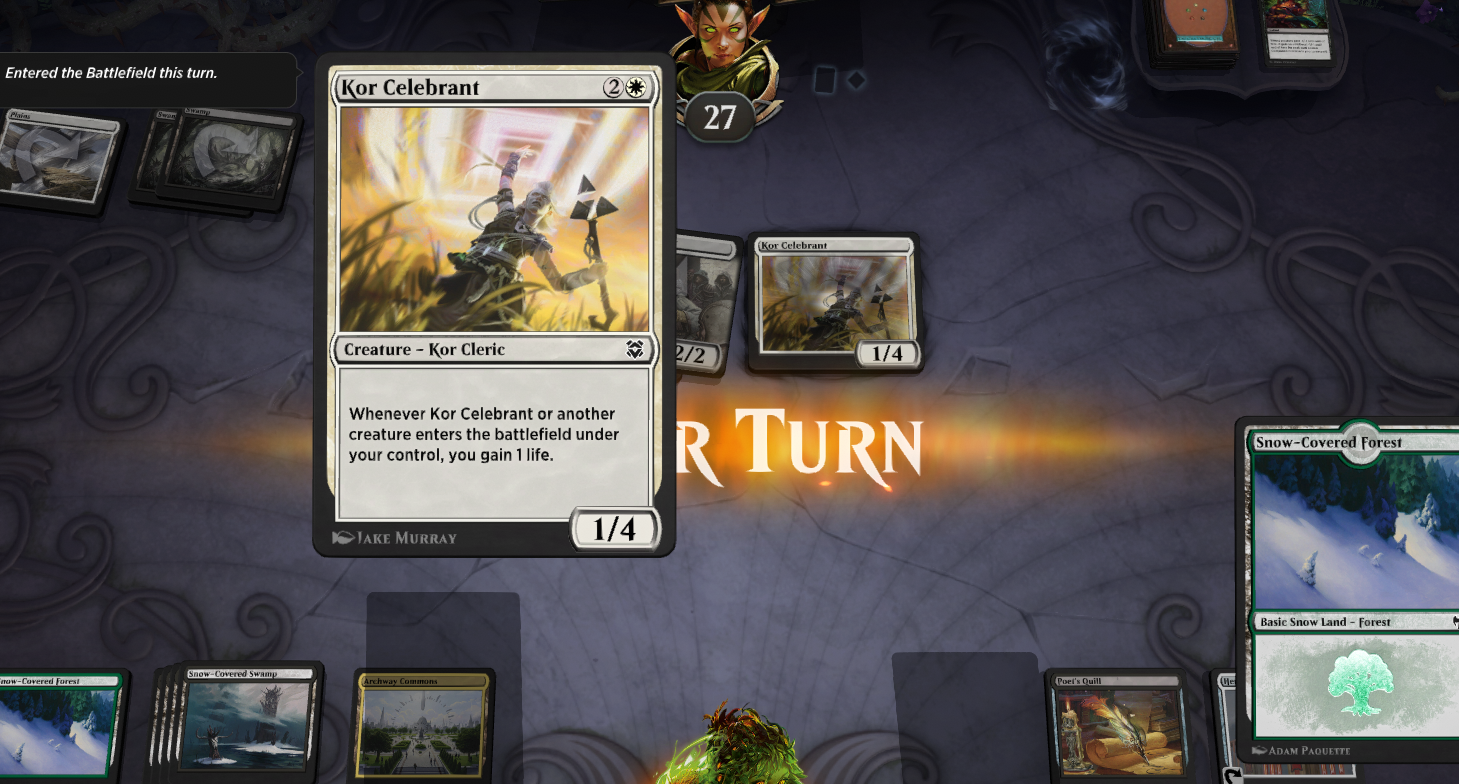 Entered the Battlefield this turn.
Plains
Swamp
Kor Celebrant
2
27
Creature – Kor Cleric
Whenever Kor Celebrant or another
creature enters the battlefield under
your control, you gain 1 life.
1/4
JAKE MURRAY
2/2
Kor Celebrant
1/4
R TURN
Snow-Covered Forest
Basic Snow Land – Forest
ADAM PAQUETTE
now-Covered Forest
Snow-Covered Swamp
Archway Commons
Poet's Quill